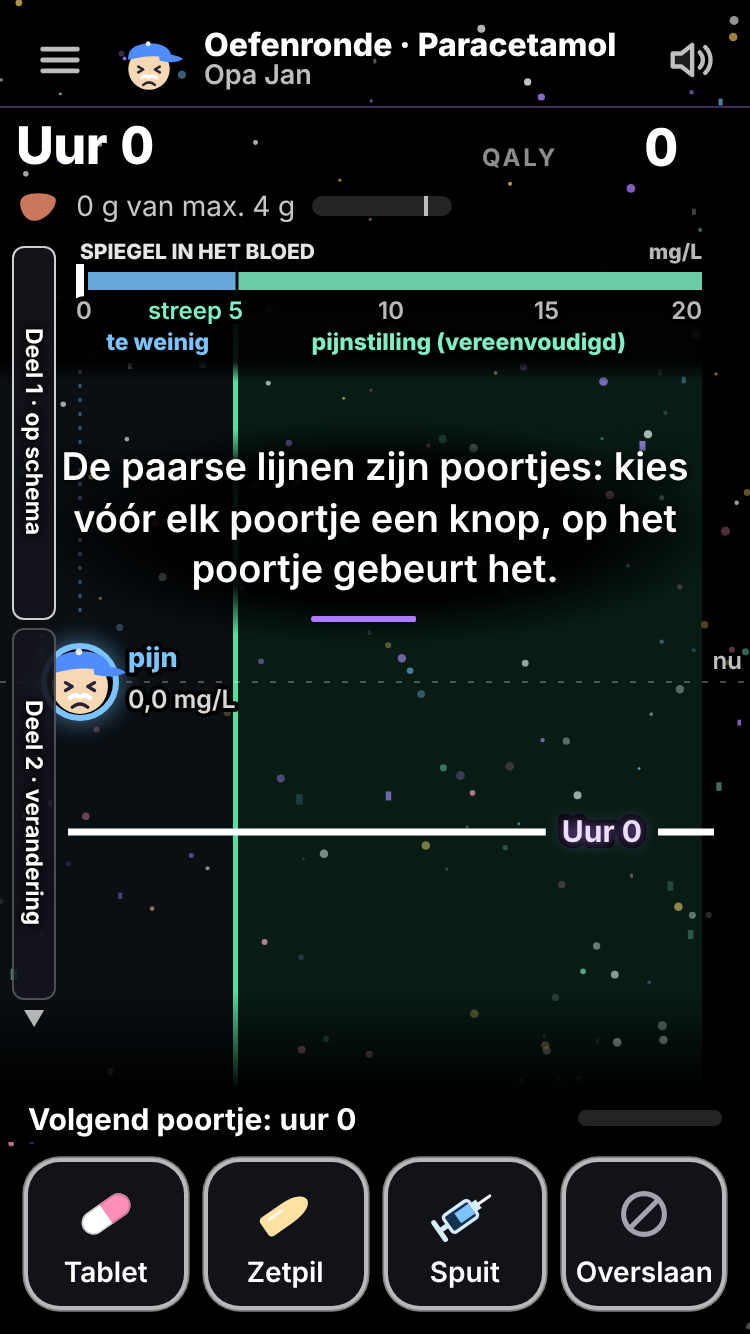 Oefenronde · Paracetamol
Opa Jan
Uur 0
QALY
0
0 g van max. 4 g
SPIEGEL IN HET BLOED
mg/L
0
streep 5
10
15
20
te weinig
pijnstilling (vereenvoudigd)
Deel 1 · op schema
De paarse lijnen zijn poortjes: kies
vóór elk poortje een knop, op het
poortje gebeurt het.
pijn
nu
0,0 mg/L
Deel 2 · verandering
Uur 0
Volgend poortje: uur 0
Tablet
Zetpil
Spuit
Overslaan